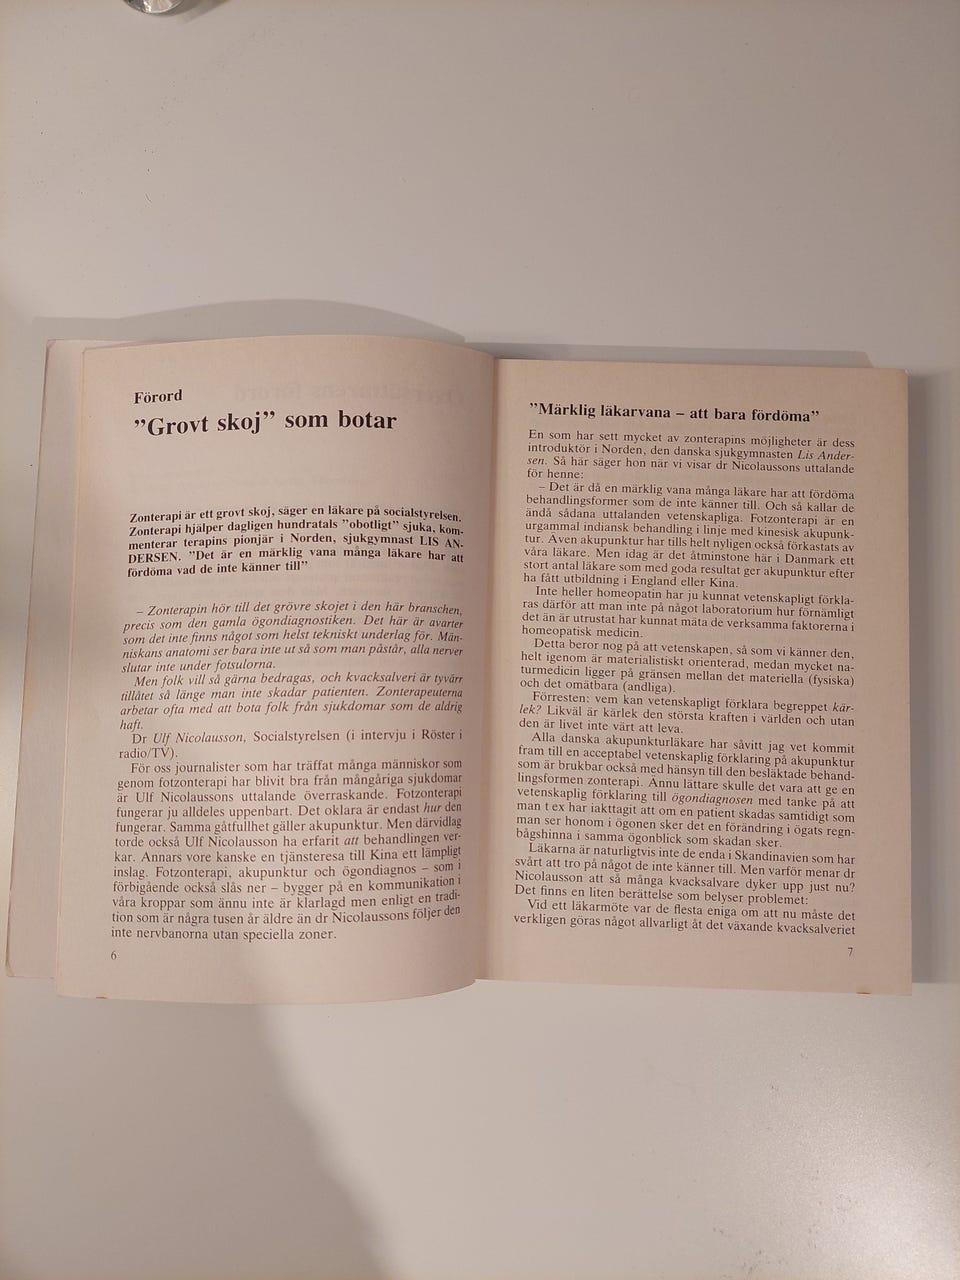 Förord
”Grovt skoj” som botar
Zonterapi är ett grovt skoj, säger en läkare på socialstyrelsen.
Zonterapi hjälper dagligen hundratals ”obotligt” sjuka, kom-
menterar terapins pionjär i Norden, sjukgymnast LIS AN-
DERSEN. ”Det är en märklig vana många läkare har att
fördöma vad de inte känner till”
– Zonterapin hör till det grövre skojet i den här branschen,
precis som den gamla ögondiagnostiken. Det här är avarter
som det inte finns något som helst tekniskt underlag för. Män-
niskans anatomi ser bara inte ut så som man påstår, alla nerver
slutar inte under fotsulorna.
Men folk vill så gärna bedragas, och kvacksalveri är tyvärr
tillåtet så länge man inte skadar patienten. Zonterapeuterna
arbetar ofta med att bota folk från sjukdomar som de aldrig
haft.
Dr Ulf Nicolausson, Socialstyrelsen (i intervju i Röster i
radio/TV).
För oss journalister som har träffat många människor som
genom fotzonterapi har blivit bra från mångåriga sjukdomar
är Ulf Nicolaussons uttalande överraskande. Fotzonterapi
fungerar ju alldeles uppenbart. Det oklara är endast hur den
fungerar. Samma gåtfullhet gäller akupunktur. Men därvidlag
torde också Ulf Nicolausson ha erfarit att behandlingen ver-
kar. Annars vore kanske en tjänsteresa till Kina ett lämpligt
inslag. Fotzonterapi, akupunktur och ögondiagnos – som i
förbigående också slås ner – bygger på en kommunikation i
våra kroppar som ännu inte är klarlagd men enligt en tradi-
tion som är några tusen år äldre än dr Nicolaussons följer den
inte nervbanorna utan speciella zoner.
6
”Märklig läkarvana – att bara fördöma”
En som har sett mycket av zonterapins möjligheter är dess
introduktör i Norden, den danska sjukgymnasten Lis Ander-
sen. Så här säger hon när vi visar dr Nicolaussons uttalande
för henne:
– Det är då en märklig vana många läkare har att fördöma
behandlingsformer som de inte känner till. Och så kallar de
ändå sådana uttalanden vetenskapliga. Fotzonterapi är en
urgammal indiansk behandling i linje med kinesisk akupunk-
tur. Även akupunktur har tills helt nyligen också förkastats av
våra läkare. Men idag är det åtminstone här i Danmark ett
stort antal läkare som med goda resultat ger akupunktur efter
ha fått utbildning i England eller Kina.
Inte heller homeopatin har ju kunnat vetenskapligt förkla-
ras därför att man inte på något laboratorium hur förnämligt
det än är utrustat har kunnat mäta de verksamma faktorerna i
homeopatisk medicin.
Detta beror nog på att vetenskapen, så som vi känner den,
helt igenom är materialistiskt orienterad, medan mycket na-
turmedicin ligger på gränsen mellan det materiella (fysiska)
och det omätbara (andliga).
Förresten: vem kan vetenskapligt förklara begreppet kär-
lek? Likväl är kärlek den största kraften i världen och utan
den är livet inte värt att leva.
Alla danska akupunkturläkare har såvitt jag vet kommit
fram till en acceptabel vetenskaplig förklaring på akupunktur
som är brukbar också med hänsyn till den besläktade behand-
lingsformen zonterapi. Ännu lättare skulle det vara att ge en
vetenskaplig förklaring till ögondiagnosen med tanke på att
man t ex har iakttagit att om en patient skadas samtidigt som
man ser honom i ögonen sker det en förändring i ögats regn-
bågshinna i samma ögonblick som skadan sker.
Läkarna är naturligtvis inte de enda i Skandinavien som har
svårt att tro på något de inte känner till. Men varför menar dr
Nicolausson att så många kvacksalvare dyker upp just nu?
Det finns en liten berättelse som belyser problemet:
Vid ett läkarmöte var de flesta eniga om att nu måste det
verkligen göras något allvarligt åt det växande kvacksalveriet
7